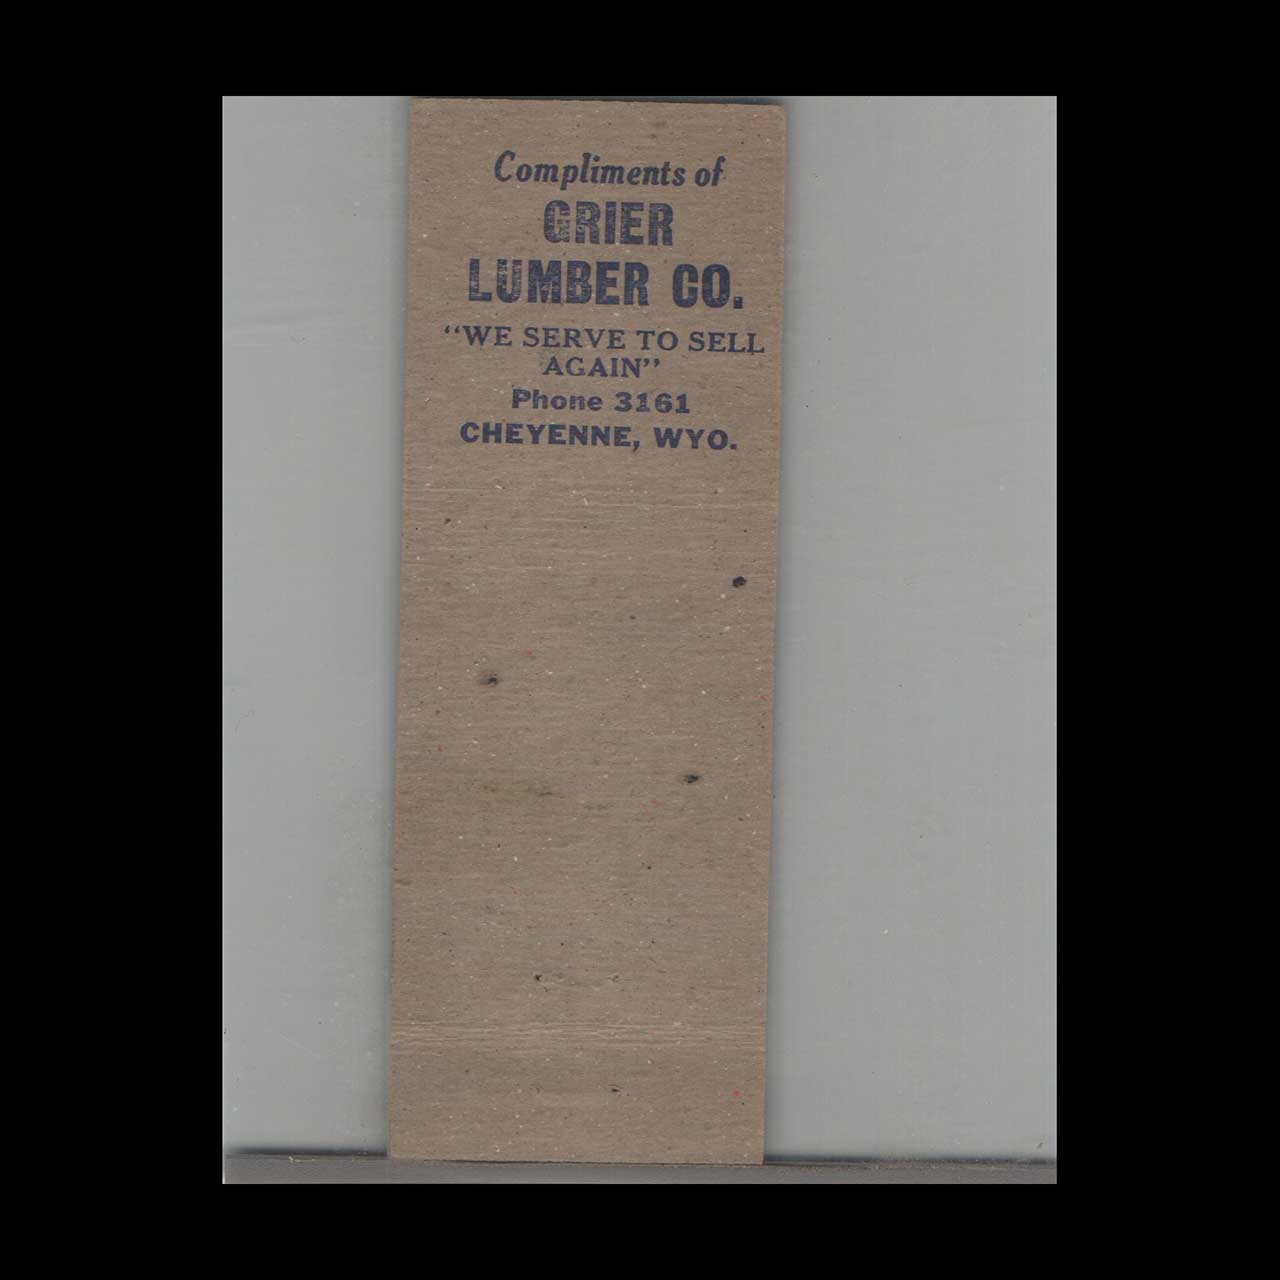 Compliments of
GRIER
LUMBER CO.
"WE SERVE TO SELL
AGAIN"
Phone 3161
CHEYENNE, WYO.